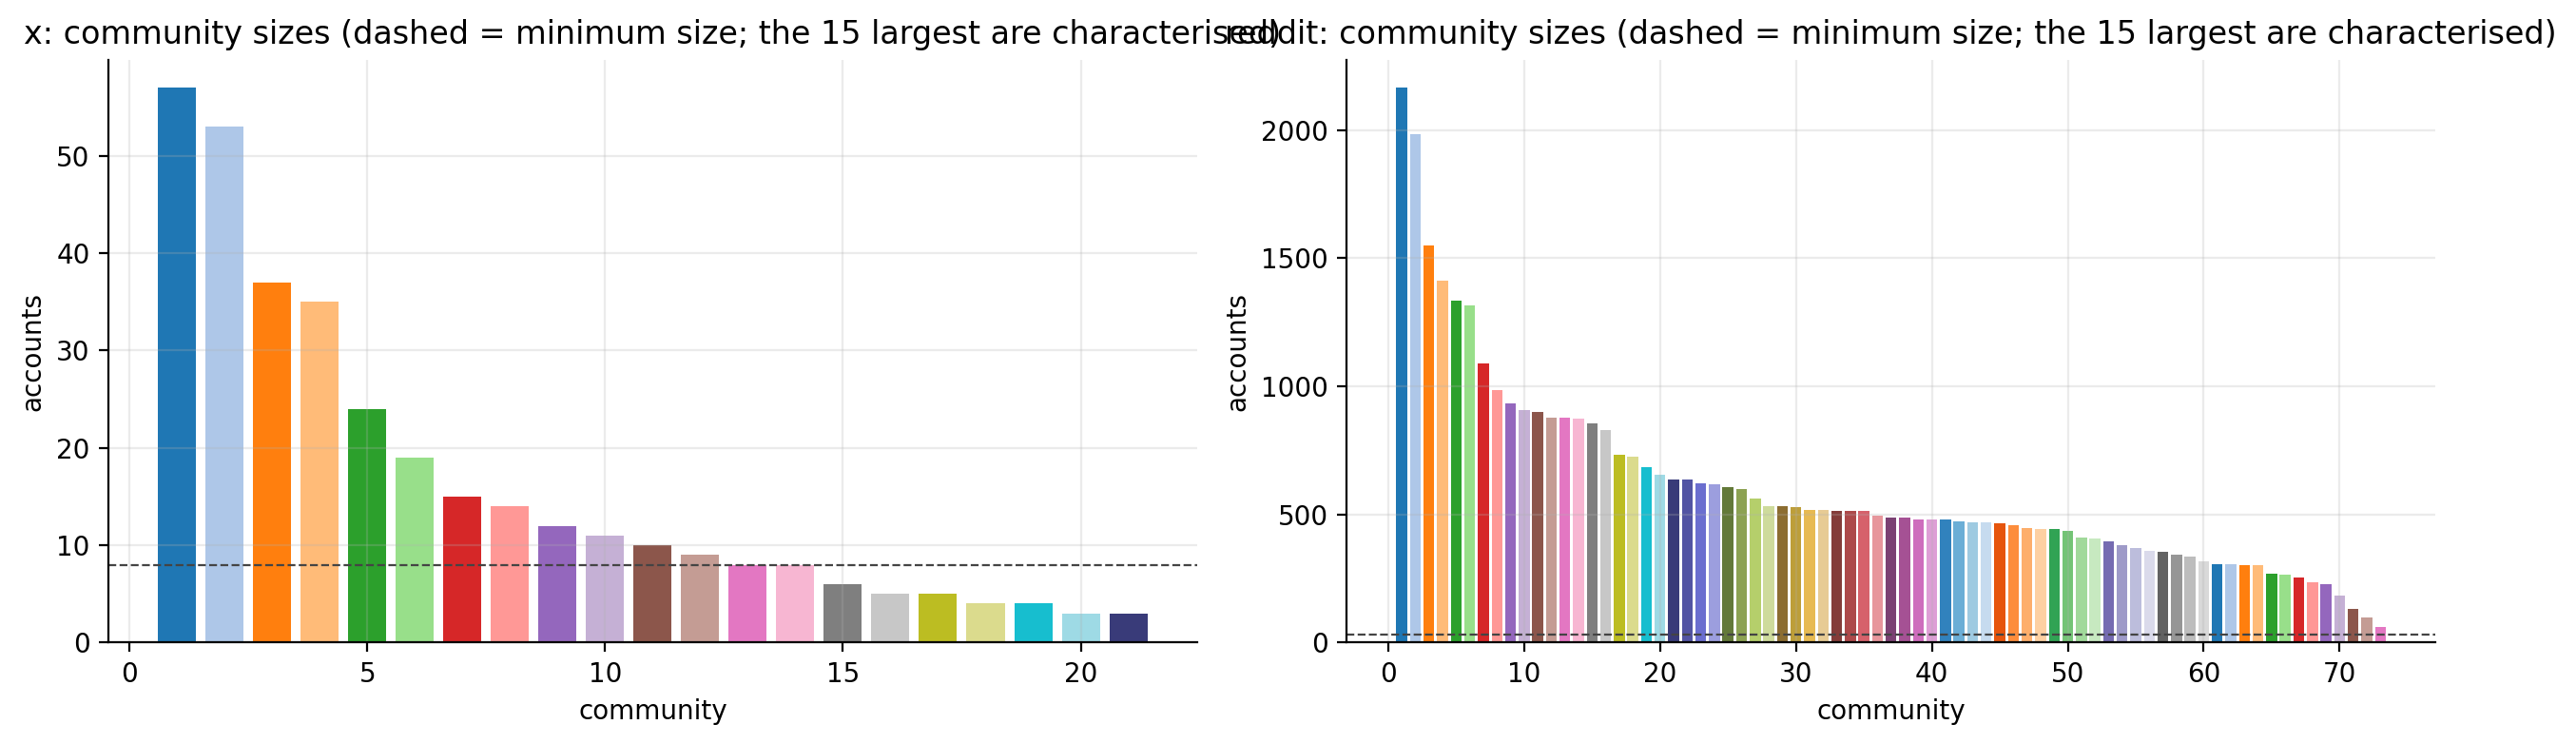 x: community sizes (dashed = minimum size; the 15 largest are characterised)
reddit: community sizes (dashed = minimum size; the 15 largest are characterised)
accounts
50
40
30
20
10
0
0 5 10 15 20
community
accounts
2000
1500
1000
500
0
0 10 20 30 40 50 60 70
community